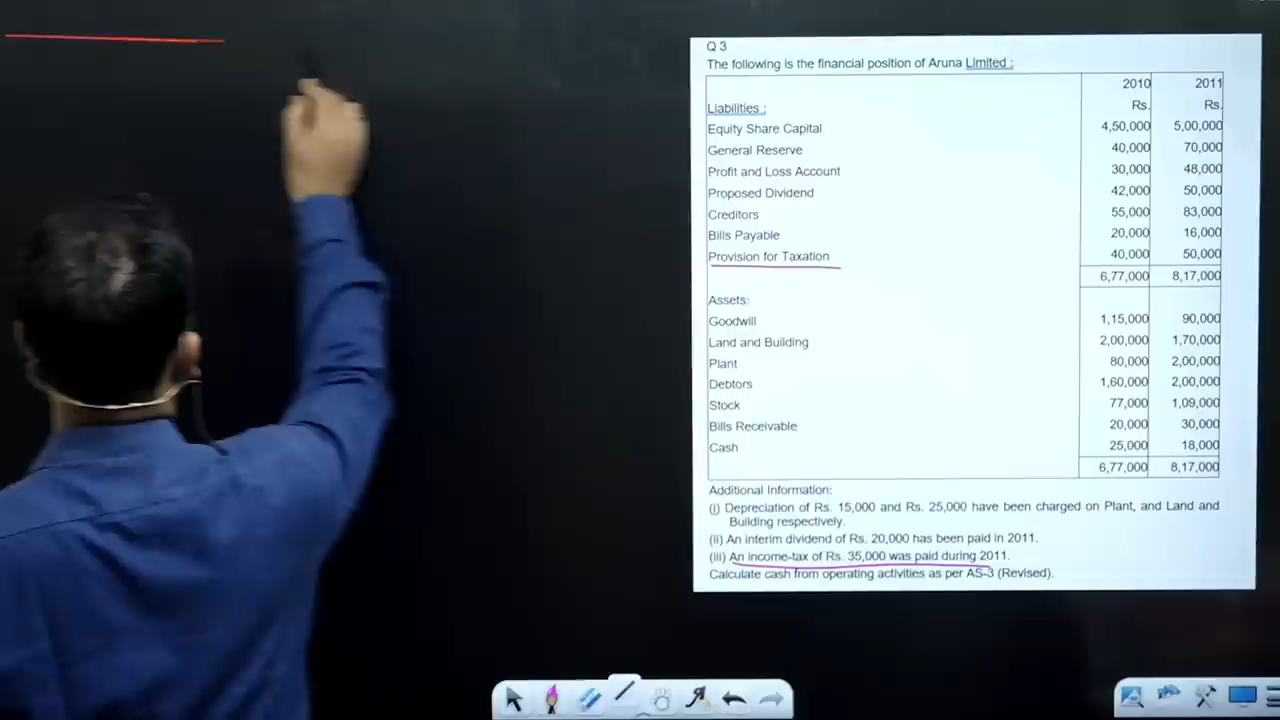 Q 3
The following is the financial position of Aruna Limited :
2010 2011
Liabilities : Rs. Rs.
Equity Share Capital 4,50,000 5,00,000
General Reserve 40,000 70,000
Profit and Loss Account 30,000 48,000
Proposed Dividend 42,000 50,000
Creditors 55,000 83,000
Bills Payable 20,000 16,000
Provision for Taxation 40,000 50,000
6,77,000 8,17,000
Assets:
Goodwill 1,15,000 90,000
Land and Building 2,00,000 1,70,000
Plant 80,000 2,00,000
Debtors 1,60,000 2,00,000
Stock 77,000 1,09,000
Bills Receivable 20,000 30,000
Cash 25,000 18,000
6,77,000 8,17,000
Additional Information:
(i) Depreciation of Rs. 15,000 and Rs. 25,000 have been charged on Plant, and Land and
Building respectively.
(ii) An interim dividend of Rs. 20,000 has been paid in 2011.
(iii) An income-tax of Rs. 35,000 was paid during 2011.
Calculate cash from operating activities as per AS-3 (Revised).